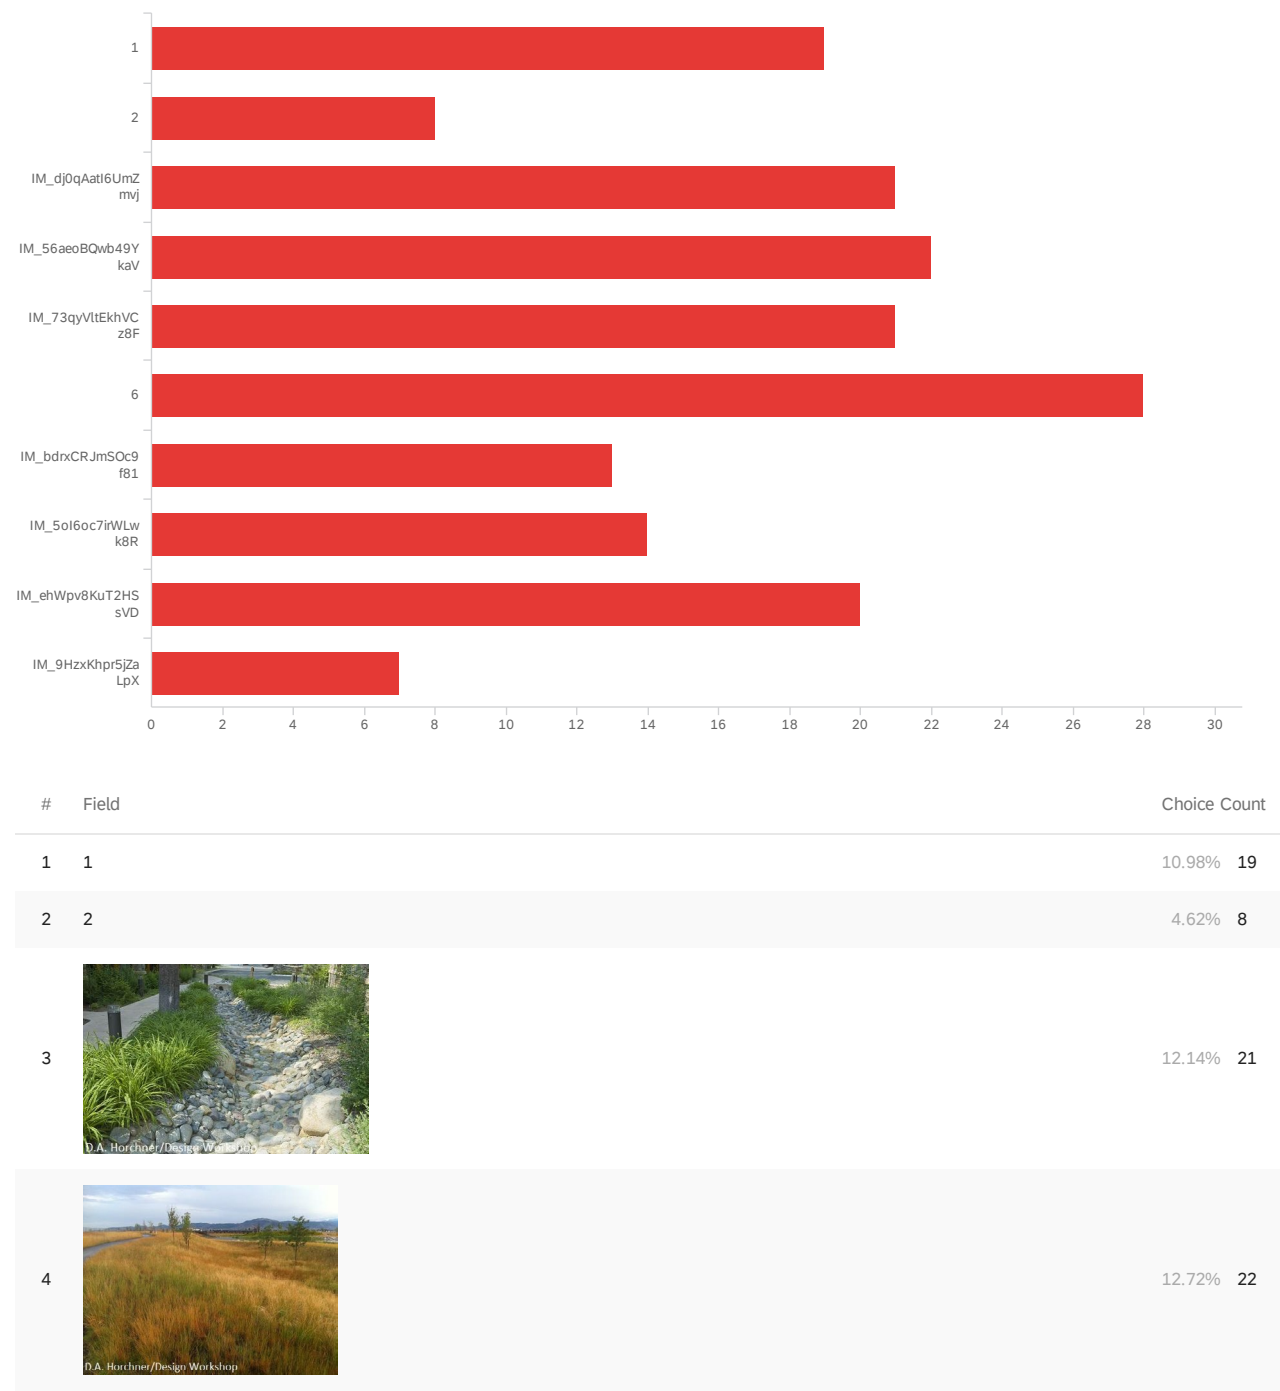 1
2
IM_dj0qAatI6UmZ
mvj
IM_56aeoBQwb49Y
kaV
IM_73qyVltEkhVC
z8F
6
IM_bdrxCRJmSOc9
f81
IM_5oI6oc7irWLw
k8R
IM_ehWpv8KuT2HS
sVD
IM_9HzxKhpr5jZa
LpX
0 2 4 6 8 10 12 14 16 18 20 22 24 26 28 30
# Field Choice Count
1 1 10.98% 19
2 2 4.62% 8
3 12.14% 21
D.A. Horchner/Design Workshop
4 12.72% 22
D.A. Horchner/Design Workshop